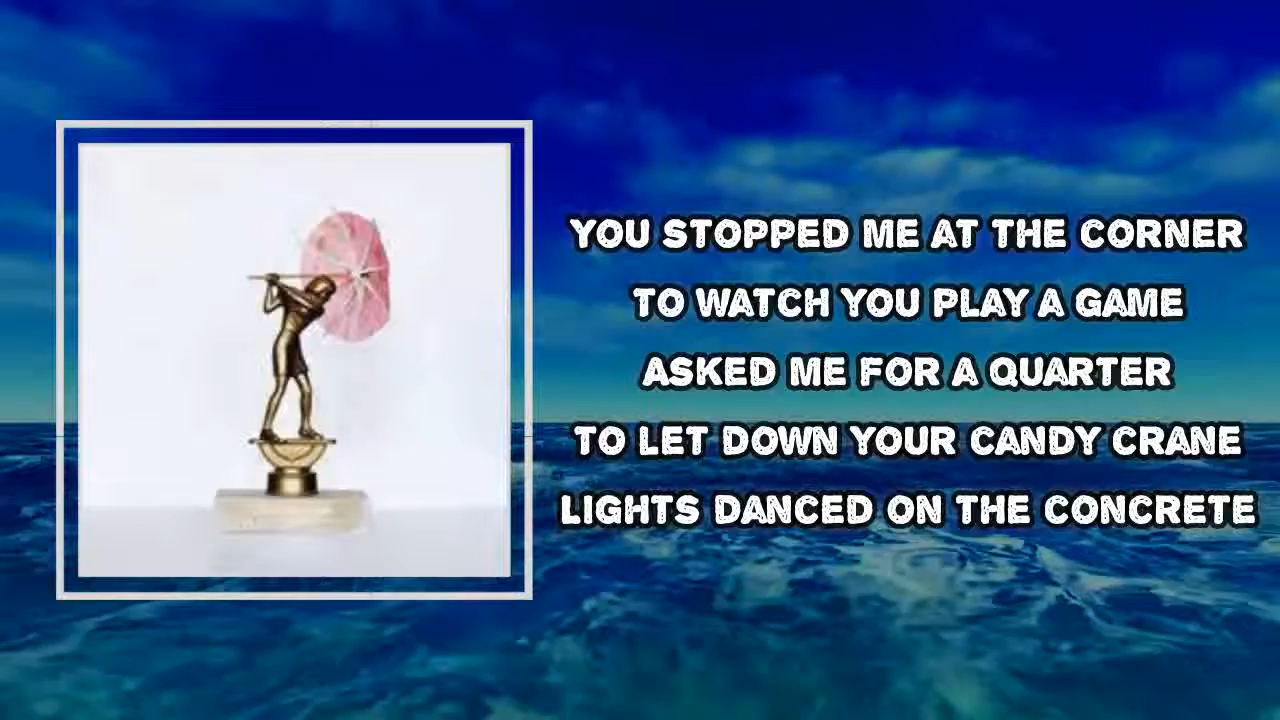 YOU STOPPED ME AT THE CORNER
TO WATCH YOU PLAY A GAME
ASKED ME FOR A QUARTER
TO LET DOWN YOUR CANDY CRANE
LIGHTS DANCED ON THE CONCRETE